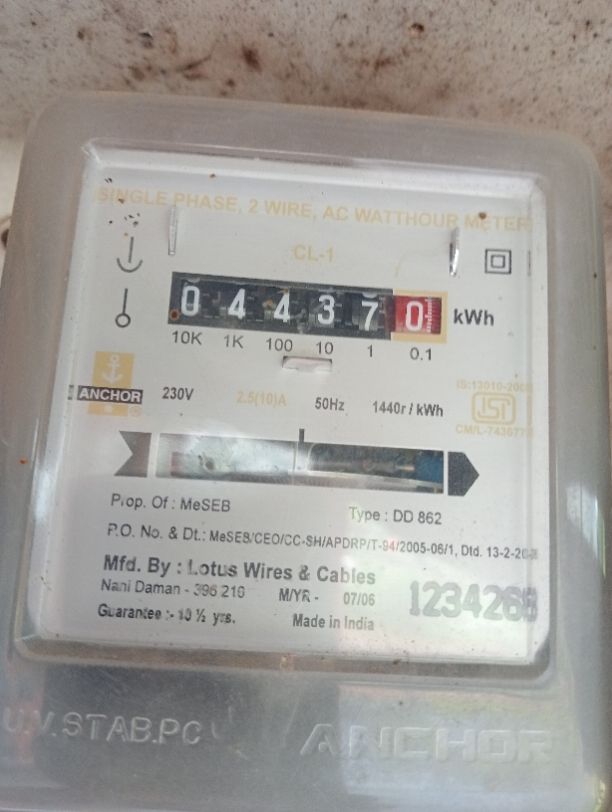 SINGLE PHASE, 2 WIRE, AC WATTHOUR METER
CL-1
0 4 4 3 7 0 kWh
10K 1K 100 10 1 0.1
ANCHOR 230V 2.5(10)A 50Hz 1440r / kWh
ISI
Prop. Of : MeSEB Type : DD 862
P.O. No. & Dt.: MeSEB/CEO/CC-SH/APDRP/T-94/2005-06/1, Dtd.
Mfd. By : Lotus Wires & Cables
Nani Daman - 396 210 M/YR - 07/06
Guarantee :- 10 ½ yrs. Made in India
U.V.STAB.PC ANCHOR